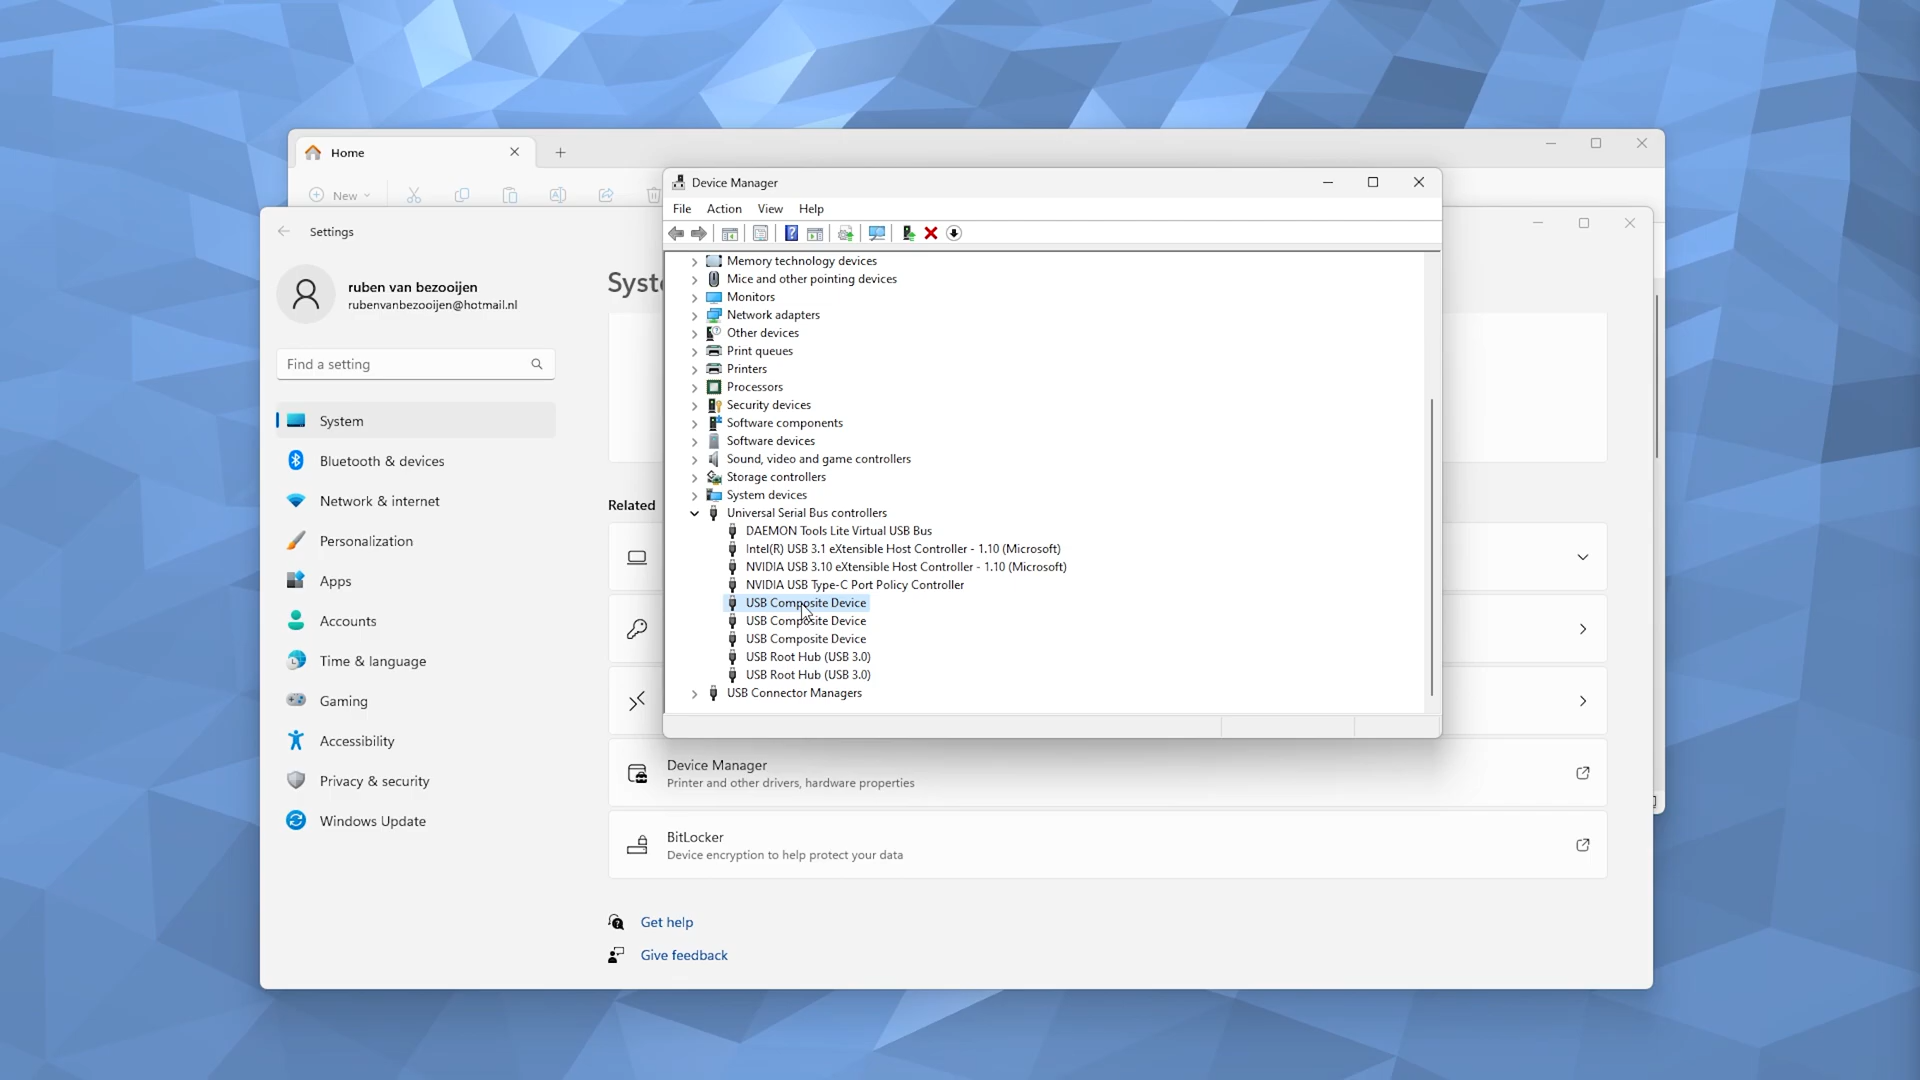 Home
New
Device Manager
File Action View Help
Settings
ruben van bezooijen
rubenvanbezooijen@hotmail.nl
Find a setting
System
Bluetooth & devices
Network & internet
Personalization
Apps
Accounts
Time & language
Gaming
Accessibility
Privacy & security
Windows Update
Syste
Related
Memory technology devices
Mice and other pointing devices
Monitors
Network adapters
Other devices
Print queues
Printers
Processors
Security devices
Software components
Software devices
Sound, video and game controllers
Storage controllers
System devices
Universal Serial Bus controllers
DAEMON Tools Lite Virtual USB Bus
Intel(R) USB 3.1 eXtensible Host Controller - 1.10 (Microsoft)
NVIDIA USB 3.10 eXtensible Host Controller - 1.10 (Microsoft)
NVIDIA USB Type-C Port Policy Controller
USB Composite Device
USB Composite Device
USB Composite Device
USB Root Hub (USB 3.0)
USB Root Hub (USB 3.0)
USB Connector Managers
Device Manager
Printer and other drivers, hardware properties
BitLocker
Device encryption to help protect your data
Get help
Give feedback